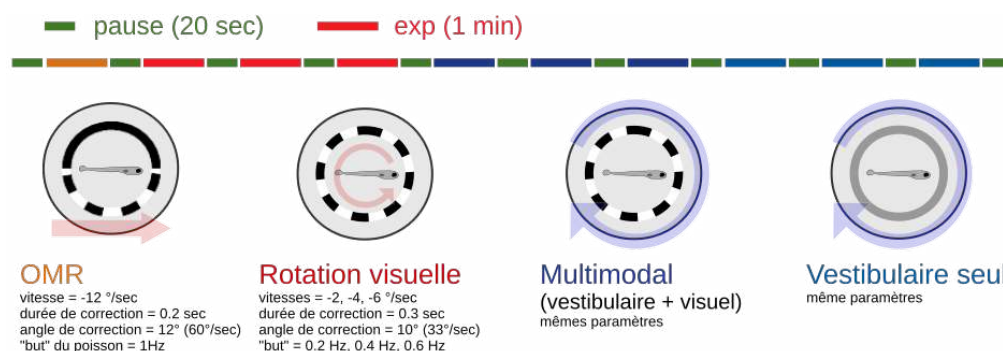 pause (20 sec)
exp (1 min)
OMR
vitesse = -12 °/sec
durée de correction = 0.2 sec
angle de correction = 12° (60°/sec)
"but" du poisson = 1Hz
Rotation visuelle
vitesses = -2, -4, -6 °/sec
durée de correction = 0.3 sec
angle de correction = 10° (33°/sec)
"but" = 0.2 Hz, 0.4 Hz, 0.6 Hz
Multimodal
(vestibulaire + visuel)
mêmes paramètres
Vestibulaire seul
même paramètres